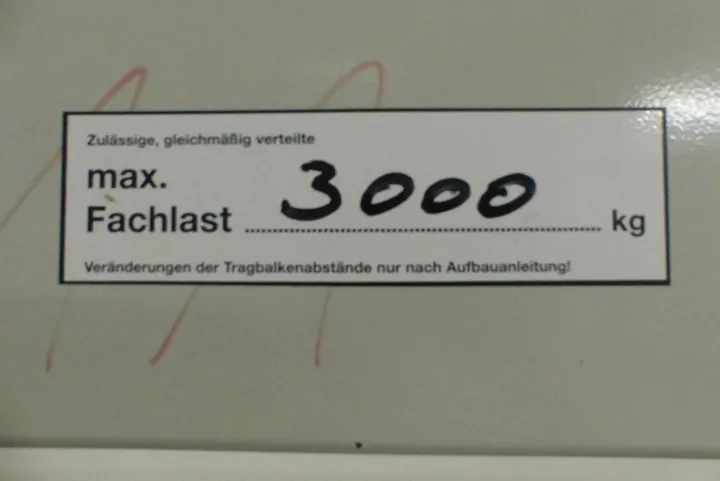 Zulässige, gleichmäßig verteilte
max.
Fachlast 3000 kg
Veränderungen der Tragbalkenabstände nur nach Aufbauanleitung!